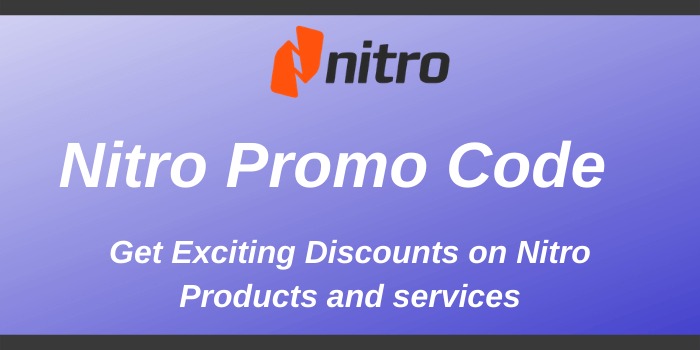 nitro
Nitro Promo Code
Get Exciting Discounts on Nitro
Products and services